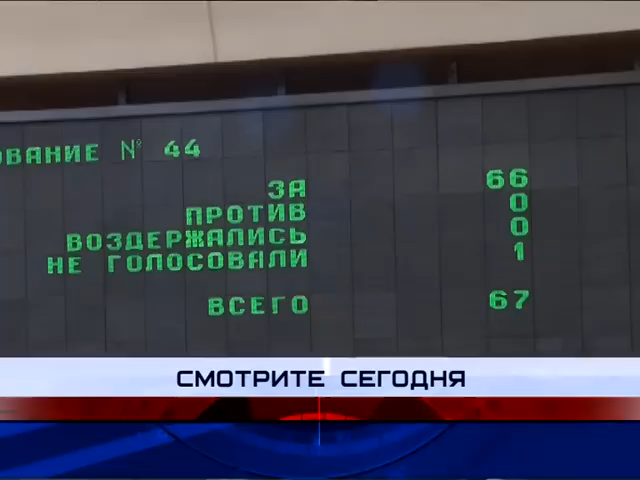 ОВАНИЕ № 44
ЗА 66
ПРОТИВ 0
ВОЗДЕРЖАЛИСЬ 0
НЕ ГОЛОСОВАЛИ 1
ВСЕГО 67
СМОТРИТЕ СЕГОДНЯ